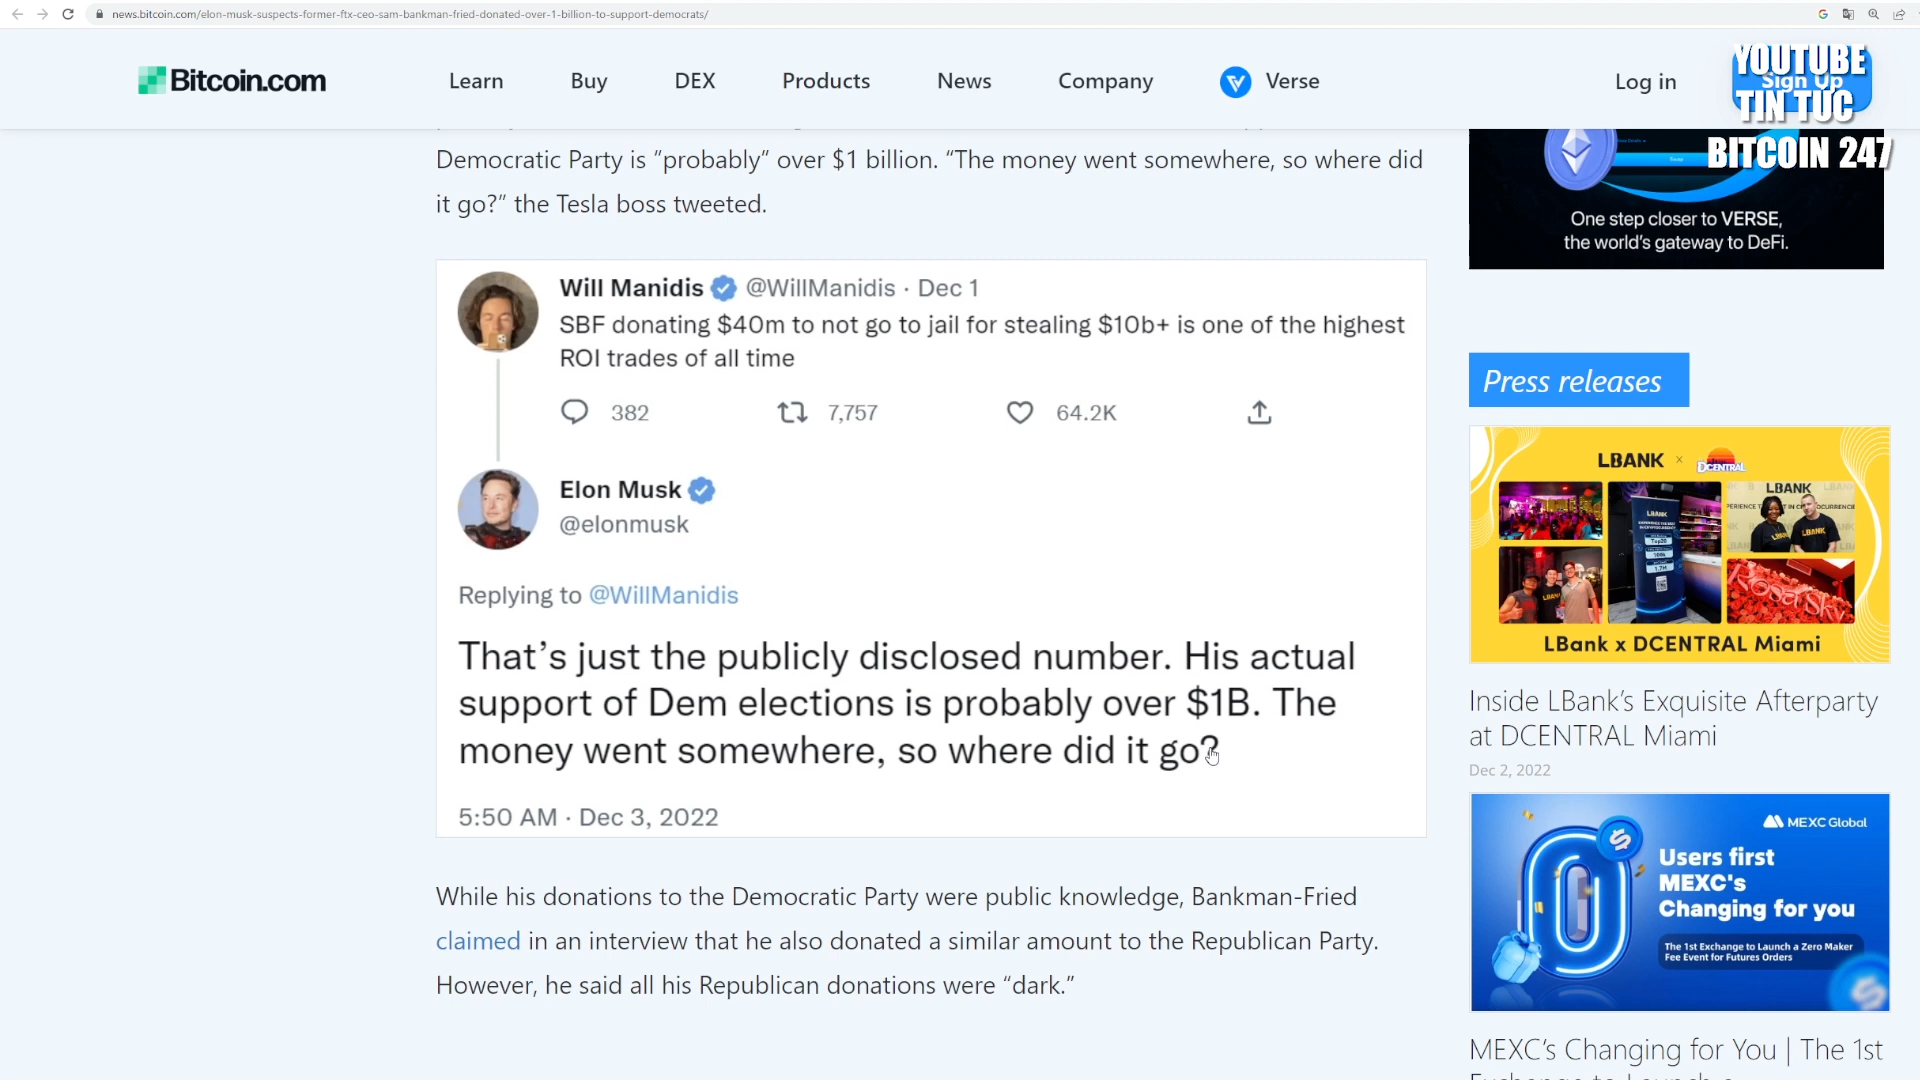 news.bitcoin.com/elon-musk-suspects-former-ftx-ceo-sam-bankman-fried-donated-over-1-billion-to-support-democrats/
Bitcoin.com
Learn
Buy
DEX
Products
News
Company
Verse
Log in
Sign Up
YOUTUBE
TIN TUC
BITCOIN 247
Democratic Party is “probably” over $1 billion. “The money went somewhere, so where did
it go?” the Tesla boss tweeted.
Will Manidis @WillManidis · Dec 1
SBF donating $40m to not go to jail for stealing $10b+ is one of the highest
ROI trades of all time
382
7,757
64.2K
Elon Musk
@elonmusk
Replying to @WillManidis
That’s just the publicly disclosed number. His actual
support of Dem elections is probably over $1B. The
money went somewhere, so where did it go?
5:50 AM · Dec 3, 2022
While his donations to the Democratic Party were public knowledge, Bankman-Fried
claimed in an interview that he also donated a similar amount to the Republican Party.
However, he said all his Republican donations were “dark.”
One step closer to VERSE,
the world's gateway to DeFi.
Press releases
LBANK × DCENTRAL
LBANK
LBank x DCENTRAL Miami
Inside LBank’s Exquisite Afterparty
at DCENTRAL Miami
Dec 2, 2022
MEXC Global
Users first
MEXC's
Changing for you
The 1st Exchange to Launch a Zero Maker
Fee Event for Futures Orders
MEXC’s Changing for You | The 1st